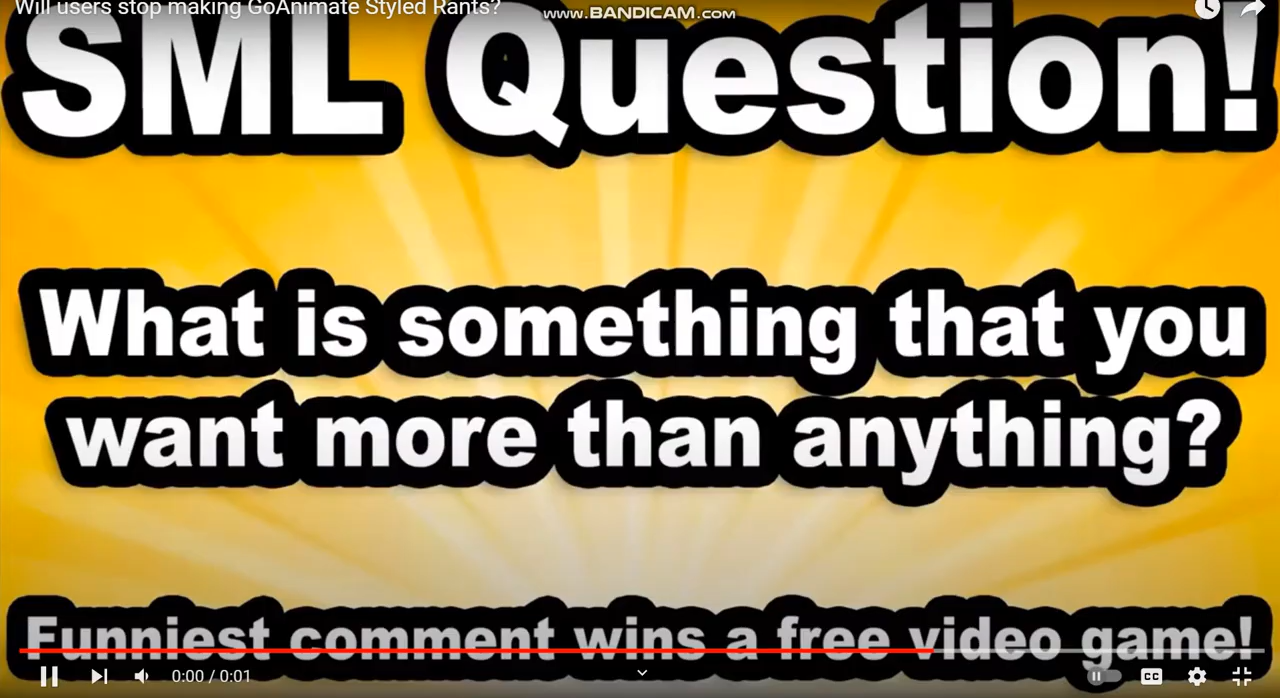 Will users stop making GoAnimate Styled Rants?
www.BANDICAM.com
SML Question!
What is something that you
want more than anything?
Funniest comment wins a free video game!
0:00 / 0:01
CC